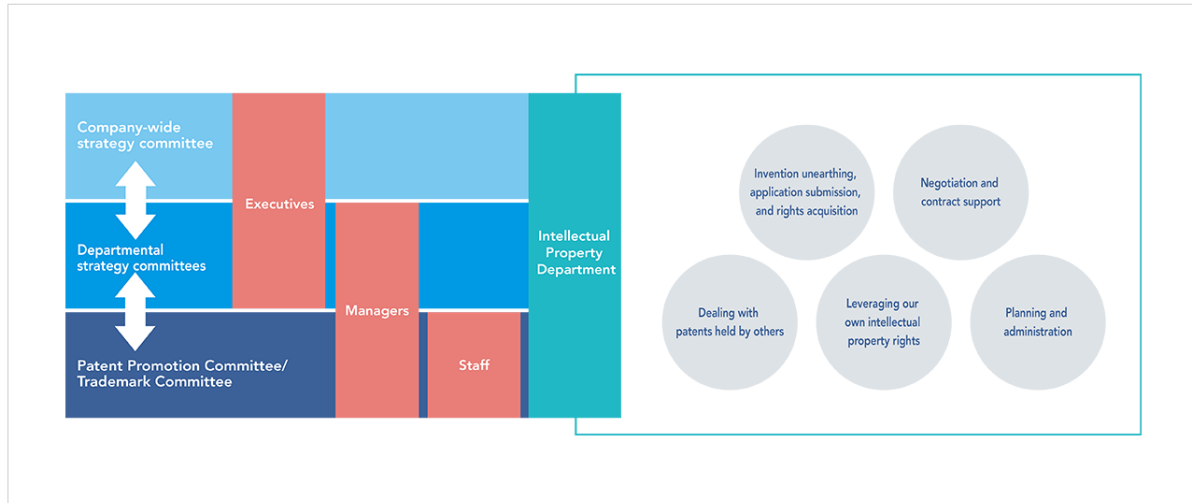 Company-wide
strategy committee
Executives
Departmental
strategy committees
Managers
Patent Promotion Committee/
Trademark Committee
Staff
Intellectual
Property
Department
Invention unearthing,
application submission,
and rights acquisition
Negotiation and
contract support
Dealing with
patents held by others
Leveraging our
own intellectual
property rights
Planning and
administration